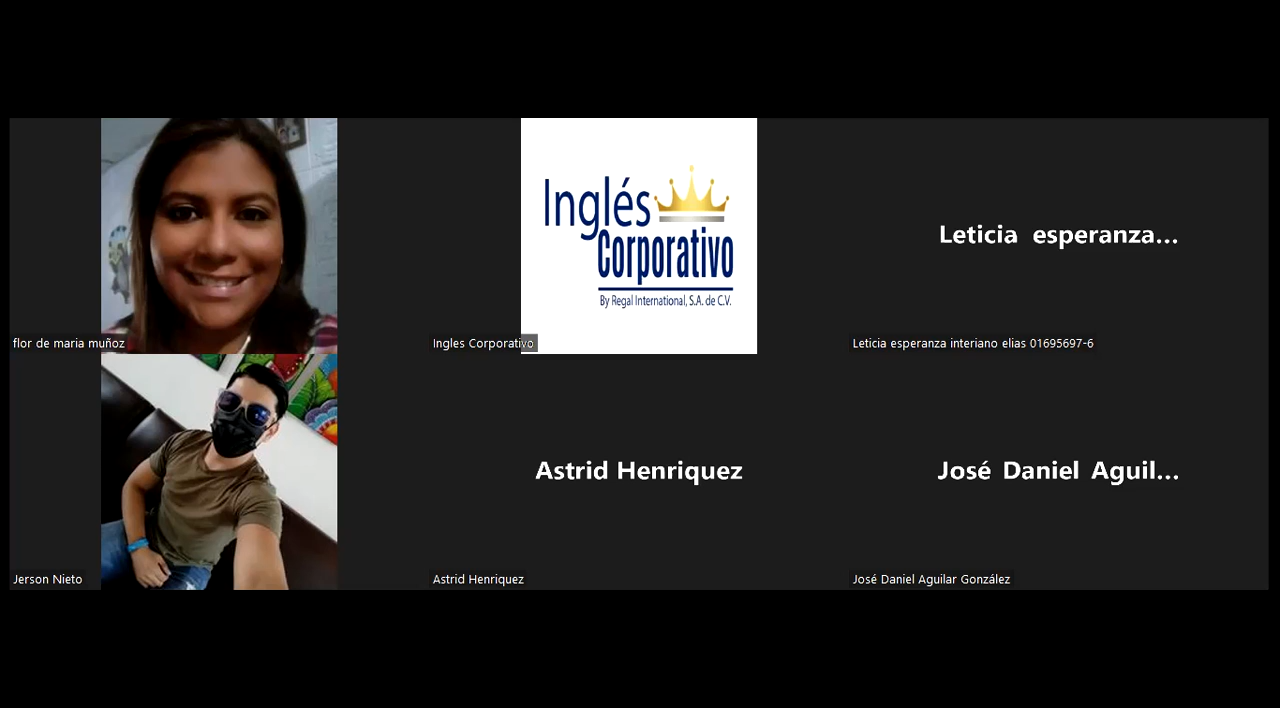 Inglés
Corporativo
By Regal International, S.A. de C.V.
Leticia esperanza...
flor de maria muñoz
Ingles Corporativo
Leticia esperanza interiano elias 01695697-6
Astrid Henriquez
José Daniel Aguil...
Jerson Nieto
Astrid Henriquez
José Daniel Aguilar González